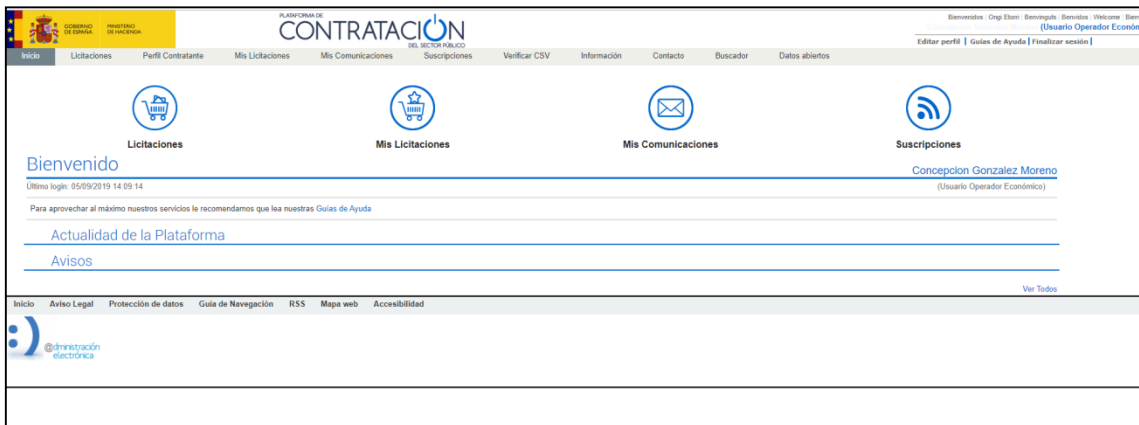 GOBIERNO DE ESPAÑA
MINISTERIO DE HACIENDA
PLATAFORMA DE
CONTRATACIÓN
DEL SECTOR PÚBLICO
Bienvenidos | Ongi Etorri | Benvinguts | Benvidos | Welcome | Bien
(Usuario Operador Econó
Editar perfil | Guías de Ayuda | Finalizar sesión |
Inicio Licitaciones Perfil Contratante Mis Licitaciones Mis Comunicaciones Suscripciones Verificar CSV Información Contacto Buscador Datos abiertos
Licitaciones Mis Licitaciones Mis Comunicaciones Suscripciones
Bienvenido
Concepcion Gonzalez Moreno
Último login: 05/09/2019 14:09:14
(Usuario Operador Económico)
Para aprovechar al máximo nuestros servicios le recomendamos que lea nuestras Guías de Ayuda
Actualidad de la Plataforma
Avisos
Ver Todos
Inicio Aviso Legal Protección de datos Guía de Navegación RSS Mapa web Accesibilidad
:)
@dministración
electrónica